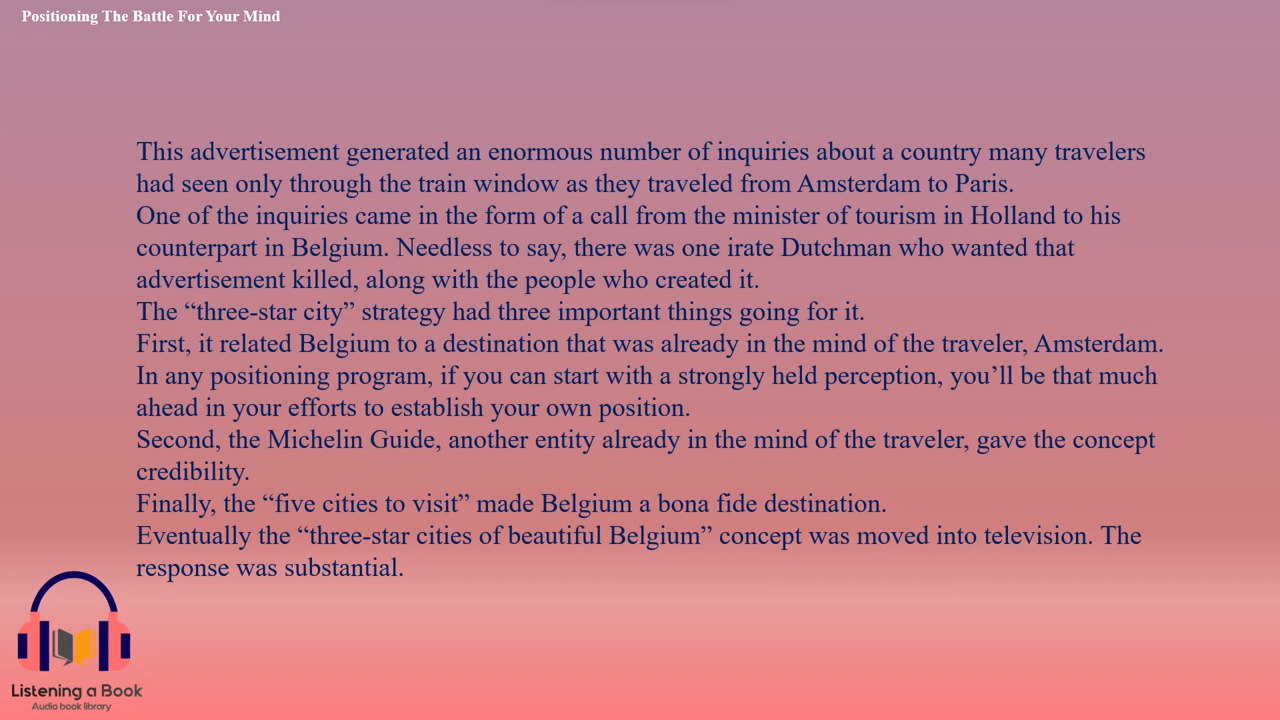 Positioning The Battle For Your Mind
This advertisement generated an enormous number of inquiries about a country many travelers
had seen only through the train window as they traveled from Amsterdam to Paris.
One of the inquiries came in the form of a call from the minister of tourism in Holland to his
counterpart in Belgium. Needless to say, there was one irate Dutchman who wanted that
advertisement killed, along with the people who created it.
The “three-star city” strategy had three important things going for it.
First, it related Belgium to a destination that was already in the mind of the traveler, Amsterdam.
In any positioning program, if you can start with a strongly held perception, you’ll be that much
ahead in your efforts to establish your own position.
Second, the Michelin Guide, another entity already in the mind of the traveler, gave the concept
credibility.
Finally, the “five cities to visit” made Belgium a bona fide destination.
Eventually the “three-star cities of beautiful Belgium” concept was moved into television. The
response was substantial.
Listening a Book
Audio book library